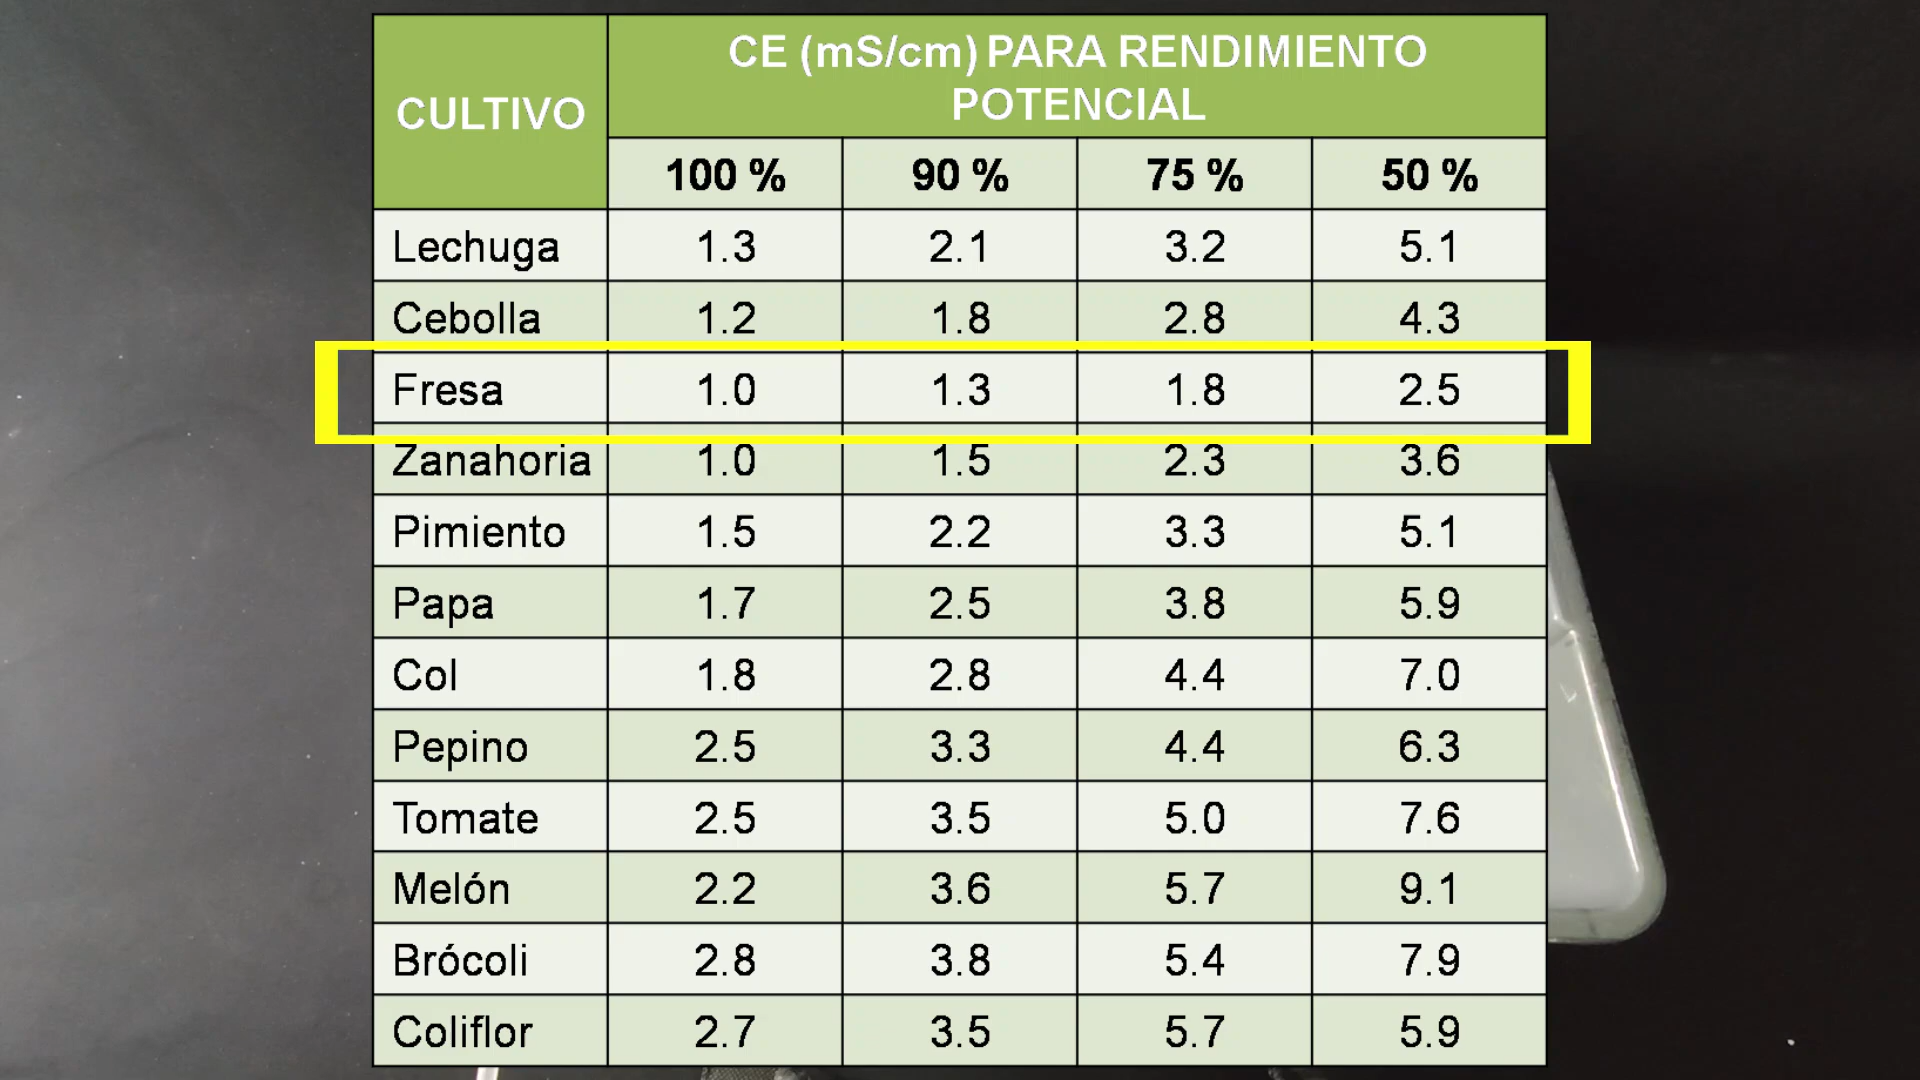 CULTIVO
CE (mS/cm) PARA RENDIMIENTO
POTENCIAL
100 % 90 % 75 % 50 %
Lechuga 1.3 2.1 3.2 5.1
Cebolla 1.2 1.8 2.8 4.3
Fresa 1.0 1.3 1.8 2.5
Zanahoria 1.0 1.5 2.3 3.6
Pimiento 1.5 2.2 3.3 5.1
Papa 1.7 2.5 3.8 5.9
Col 1.8 2.8 4.4 7.0
Pepino 2.5 3.3 4.4 6.3
Tomate 2.5 3.5 5.0 7.6
Melón 2.2 3.6 5.7 9.1
Brócoli 2.8 3.8 5.4 7.9
Coliflor 2.7 3.5 5.7 5.9